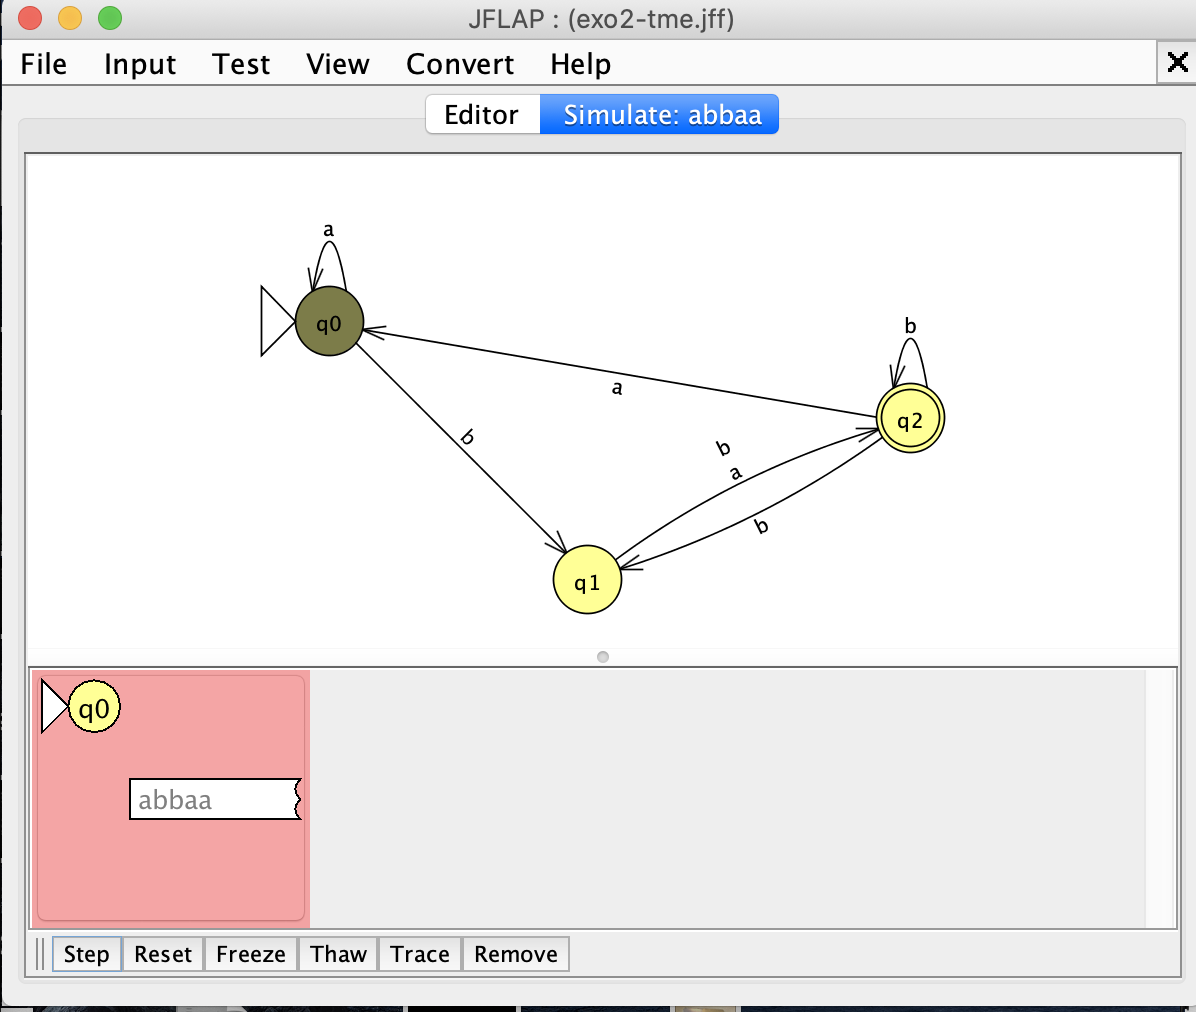 JFLAP : (exo2-tme.jff)
File Input Test View Convert Help
Editor Simulate: abbaa
a
q0
b
a
q2
b
b
a
b
q1
q0
abbaa
Step Reset Freeze Thaw Trace Remove